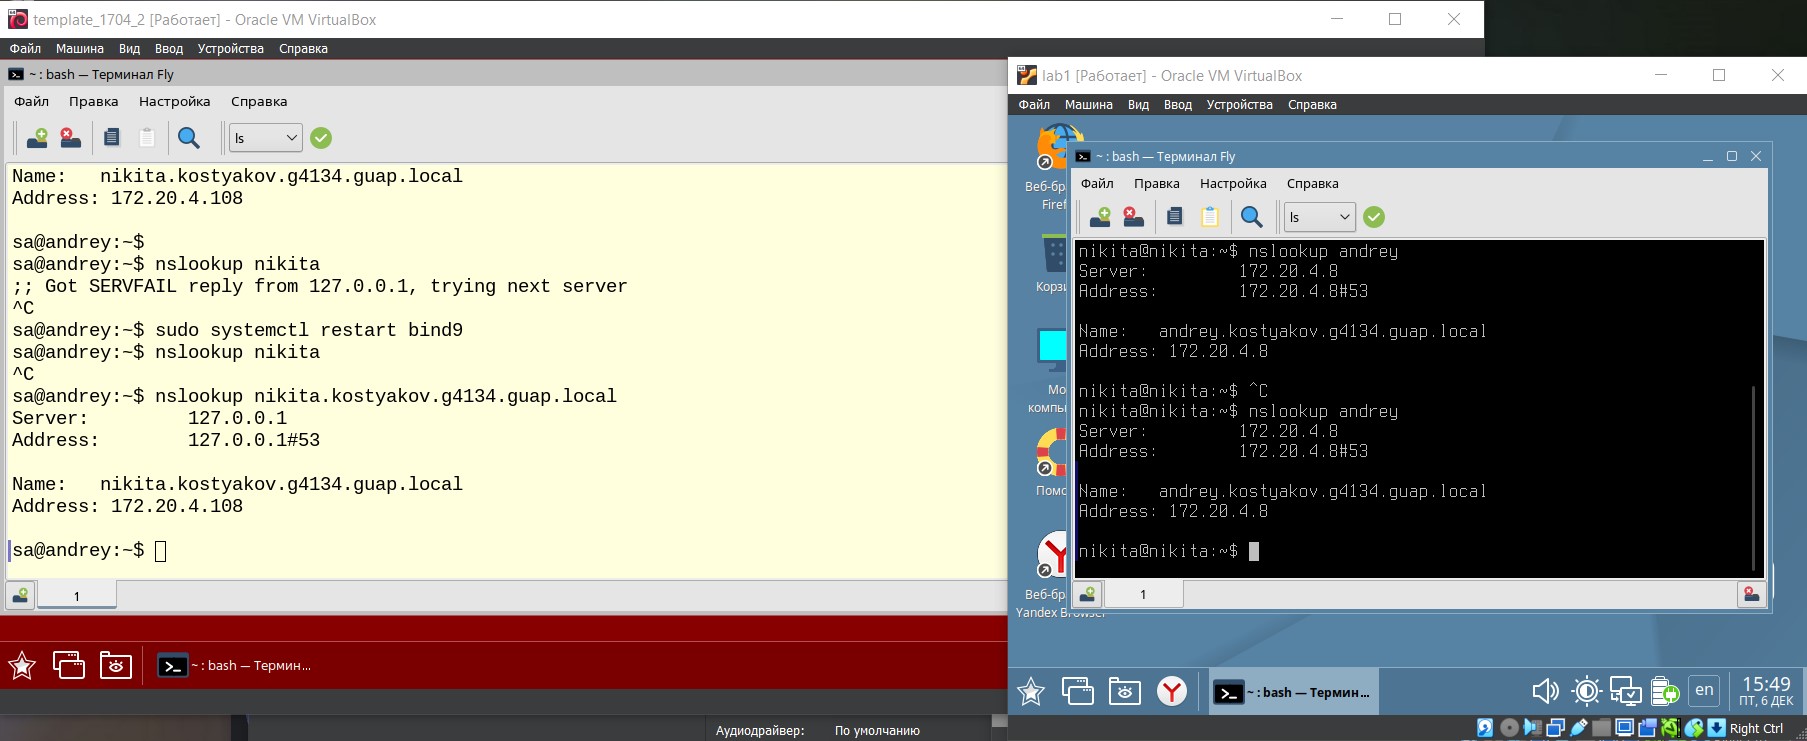 template_1704_2 [Работает] - Oracle VM VirtualBox
Файл Машина Вид Ввод Устройства Справка
~ : bash — Терминал Fly
Файл Правка Настройка Справка
ls
Name:   nikita.kostyakov.g4134.guap.local
Address: 172.20.4.108
sa@andrey:~$
sa@andrey:~$ nslookup nikita
;; Got SERVFAIL reply from 127.0.0.1, trying next server
^C
sa@andrey:~$ sudo systemctl restart bind9
sa@andrey:~$ nslookup nikita
^C
sa@andrey:~$ nslookup nikita.kostyakov.g4134.guap.local
Server:         127.0.0.1
Address:        127.0.0.1#53
Name:   nikita.kostyakov.g4134.guap.local
Address: 172.20.4.108
sa@andrey:~$
1
~ : bash — Термин...
Аудиодрайвер: По умолчанию
lab1 [Работает] - Oracle VM VirtualBox
Файл Машина Вид Ввод Устройства Справка
Веб-бр
Firef
Корзи
Мо
компь
Помо
Веб-бр
Yandex Browser
~ : bash — Терминал Fly
Файл Правка Настройка Справка
ls
nikita@nikita:~$ nslookup andrey
Server:         172.20.4.8
Address:        172.20.4.8#53
Name:   andrey.kostyakov.g4134.guap.local
Address: 172.20.4.8
nikita@nikita:~$ ^C
nikita@nikita:~$ nslookup andrey
Server:         172.20.4.8
Address:        172.20.4.8#53
Name:   andrey.kostyakov.g4134.guap.local
Address: 172.20.4.8
nikita@nikita:~$
1
~ : bash — Термин...
en
15:49
ПТ, 6 ДЕК
Right Ctrl